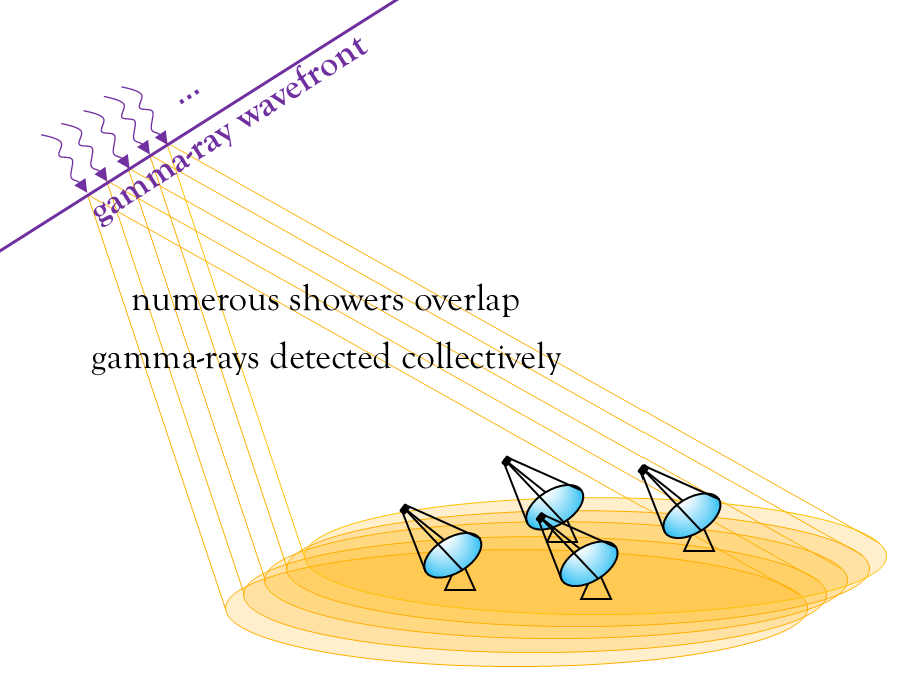 ...
gamma-ray wavefront
numerous showers overlap
gamma-rays detected collectively